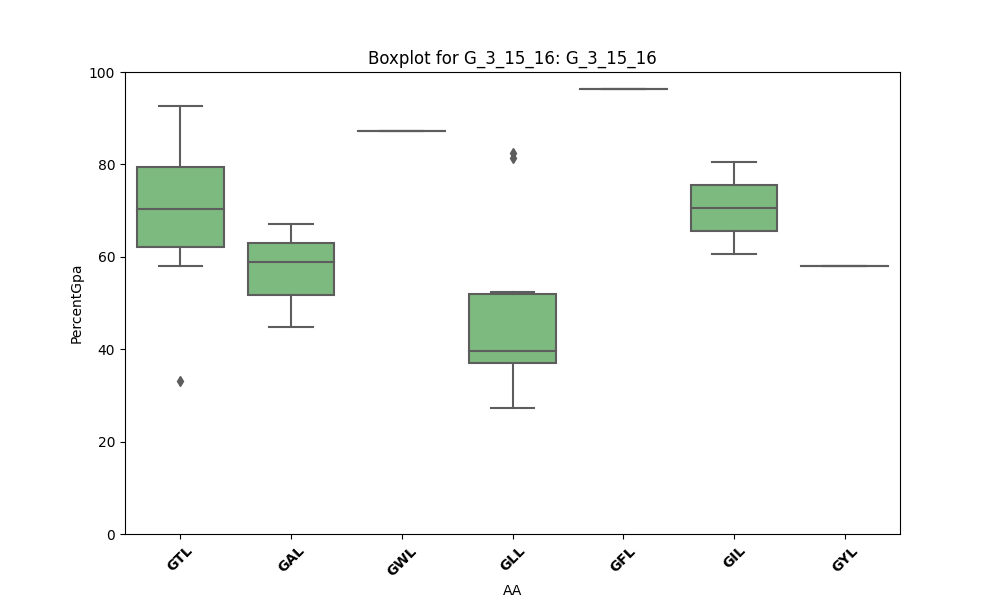 Boxplot for G_3_15_16: G_3_15_16
100
80
60
40
20
0
PercentGpa
GTL
GAL
GWL
GLL
GFL
GIL
GYL
AA